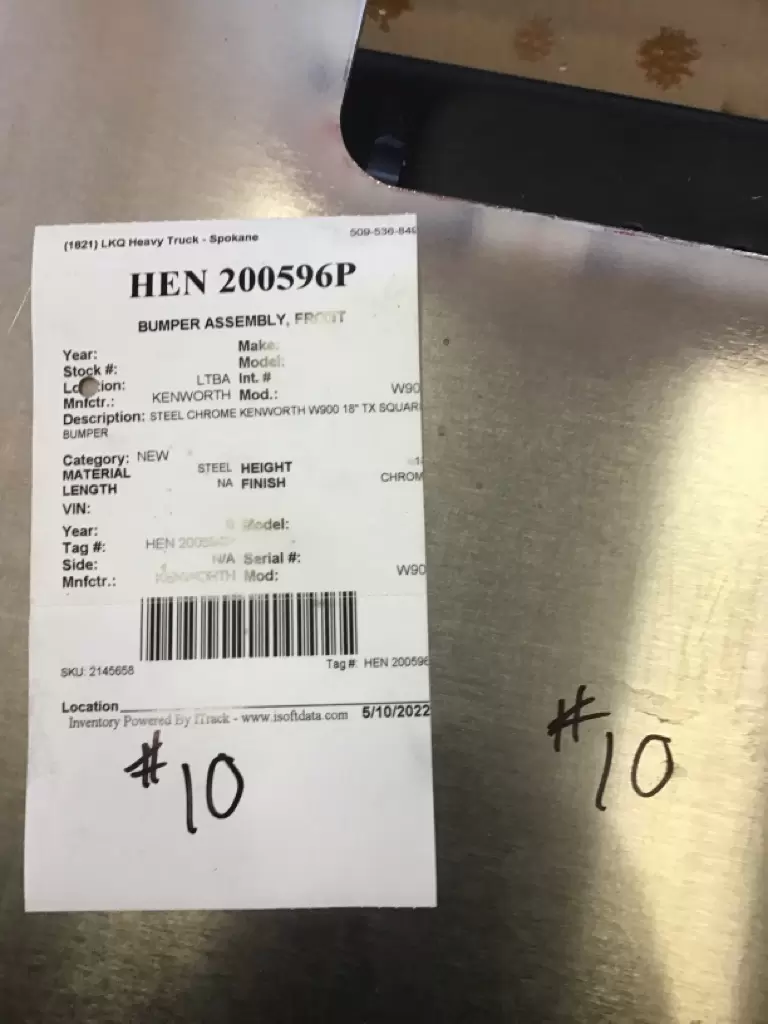 (1821) LKQ Heavy Truck - Spokane 509-536-849
HEN 200596P
BUMPER ASSEMBLY, FRONT
Year: Make:
Stock #: Model:
Location: LTBA Int. #
Mnfctr.: KENWORTH Mod.: W90
Description: STEEL CHROME KENWORTH W900 18" TX SQUAR
BUMPER
Category: NEW
MATERIAL STEEL HEIGHT
LENGTH NA FINISH CHROM
VIN:
Year: Model:
Tag #: HEN 200596P
Side: N/A Serial #:
Mnfctr.: KENWORTH Mod: W90
SKU: 2145658 Tag #: HEN 200596
Location
Inventory Powered By ITrack - www.isoftdata.com 5/10/2022
#10
#10